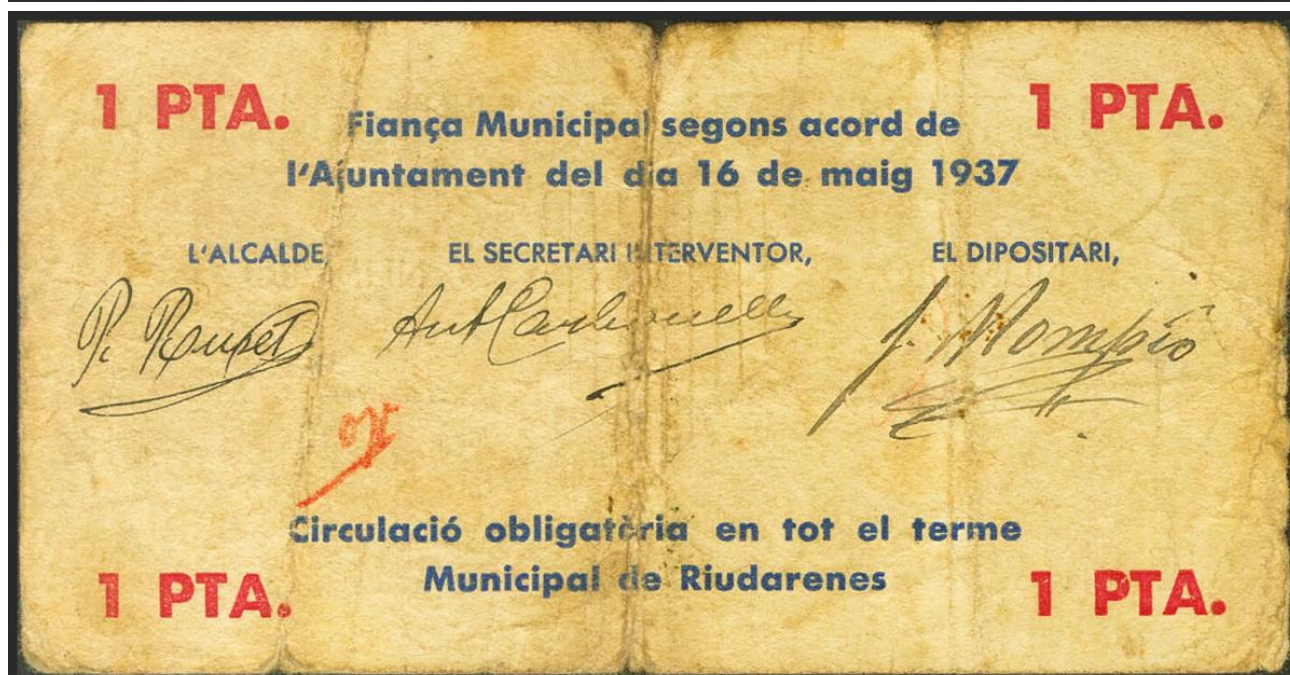 1 PTA. 1 PTA.
Fiança Municipal segons acord de
l'Ajuntament del dia 16 de maig 1937
L'ALCALDE, EL SECRETARI INTERVENTOR, EL DIPOSITARI,
J. Mompió
Circulació obligatòria en tot el terme
Municipal de Riudarenes
1 PTA. 1 PTA.